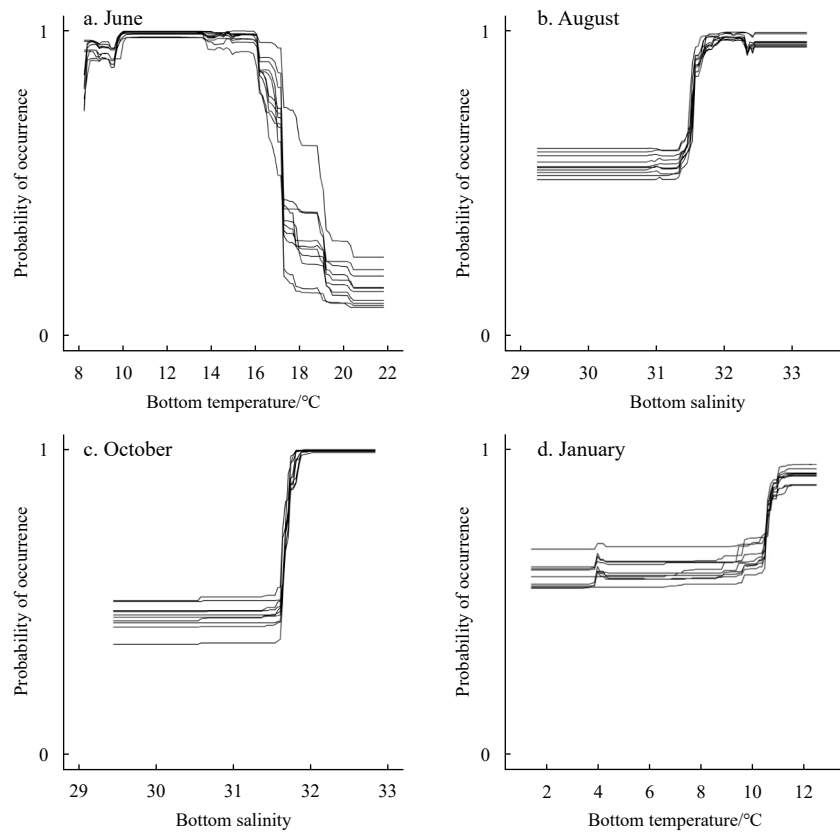 a. June
Probability of occurrence
1
0
8 10 12 14 16 18 20 22
Bottom temperature/°C
b. August
Probability of occurrence
1
0
29 30 31 32 33
Bottom salinity
c. October
Probability of occurrence
1
0
29 30 31 32 33
Bottom salinity
d. January
Probability of occurrence
1
0
2 4 6 8 10 12
Bottom temperature/°C